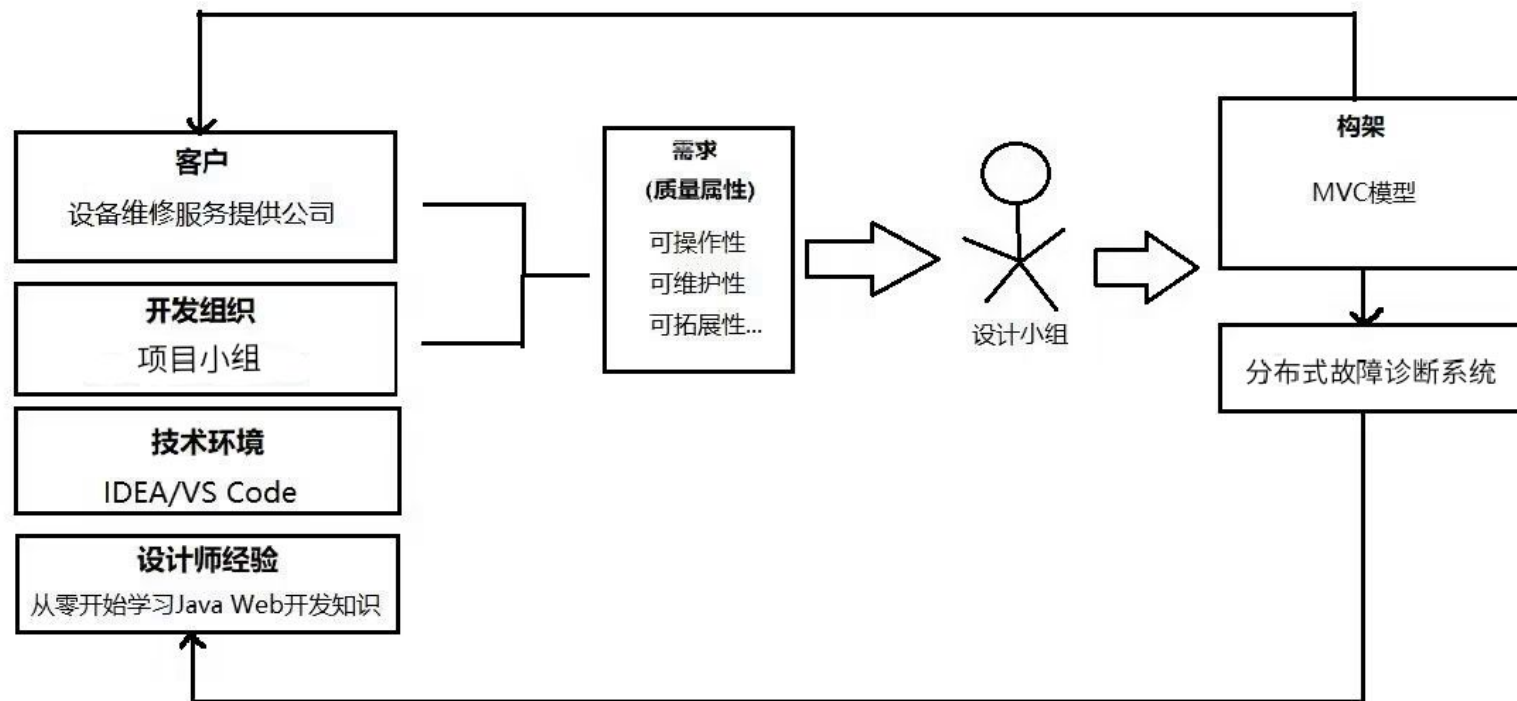 客户
设备维修服务提供公司
开发组织
项目小组
技术环境
IDEA/VS Code
设计师经验
从零开始学习Java Web开发知识
需求
(质量属性)
可操作性
可维护性
可拓展性...
设计小组
构架
MVC模型
分布式故障诊断系统